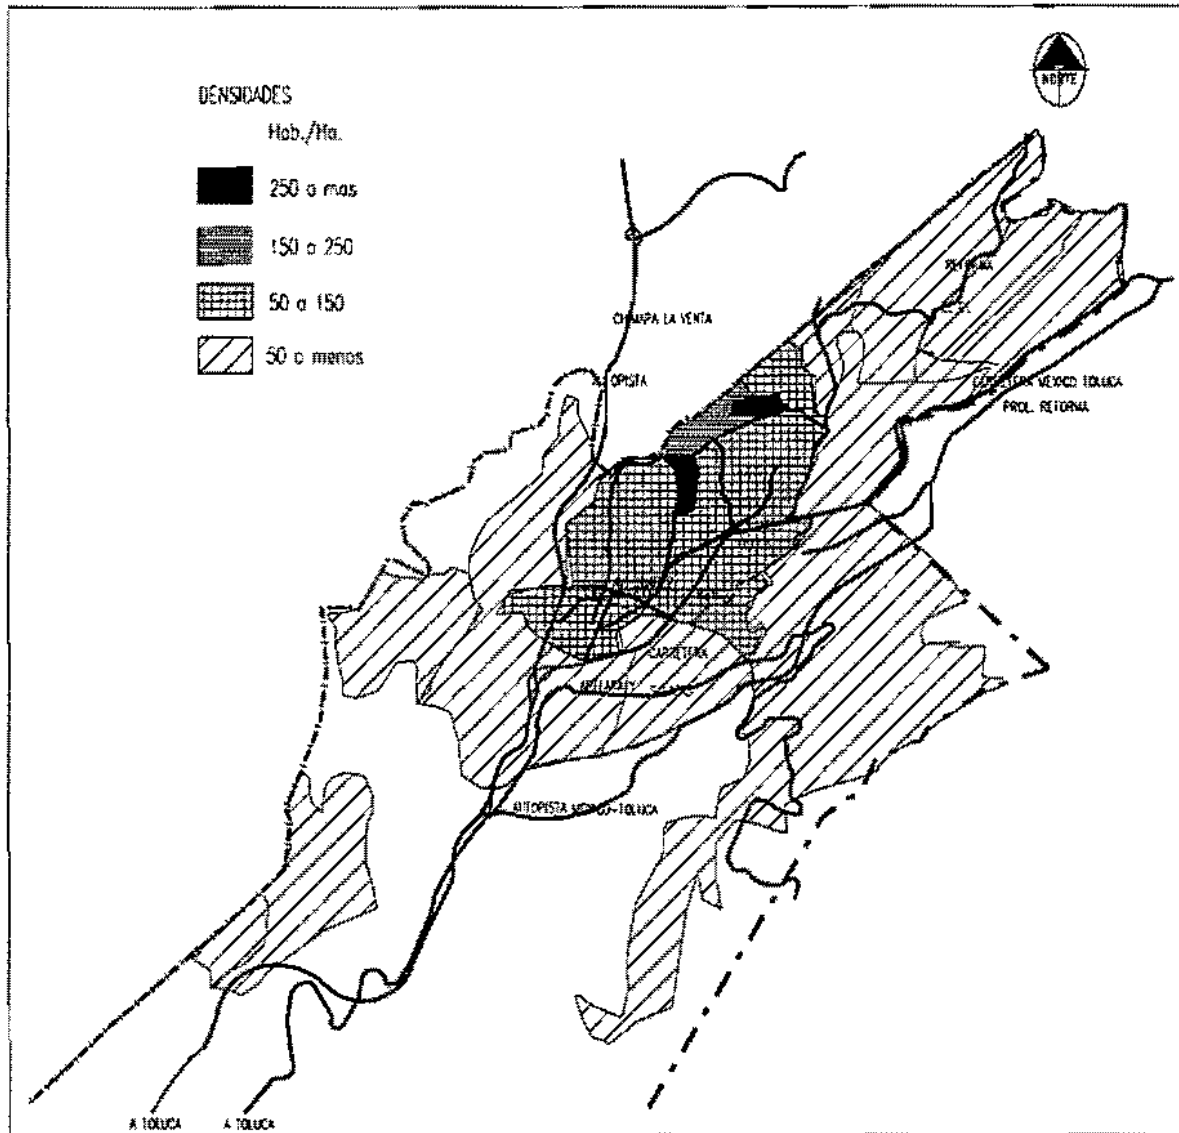 NORTE
DENSIDADES
Hab./Ha.
250 o mas
150 a 250
50 a 150
50 o menos
REFORMA
CHAMAPA LA VENTA
CARRETERA MEXICO TOLUCA
PROL. REFORMA
CARRETERA
AUTOPISTA MEXICO-TOLUCA
A TOLUCA
A TOLUCA